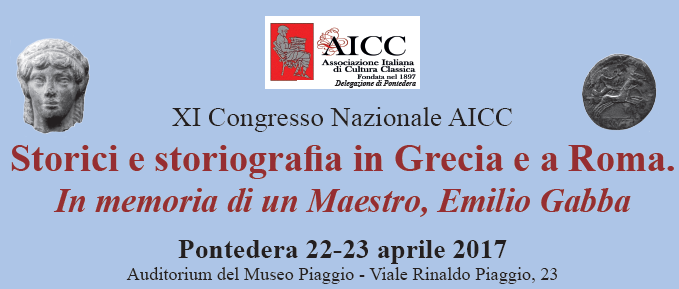 AICC
Associazione Italiana
di Cultura Classica
Fondata nel 1897
Delegazione di Pontedera
XI Congresso Nazionale AICC
Storici e storiografia in Grecia e a Roma.
In memoria di un Maestro, Emilio Gabba
Pontedera 22-23 aprile 2017
Auditorium del Museo Piaggio - Viale Rinaldo Piaggio, 23